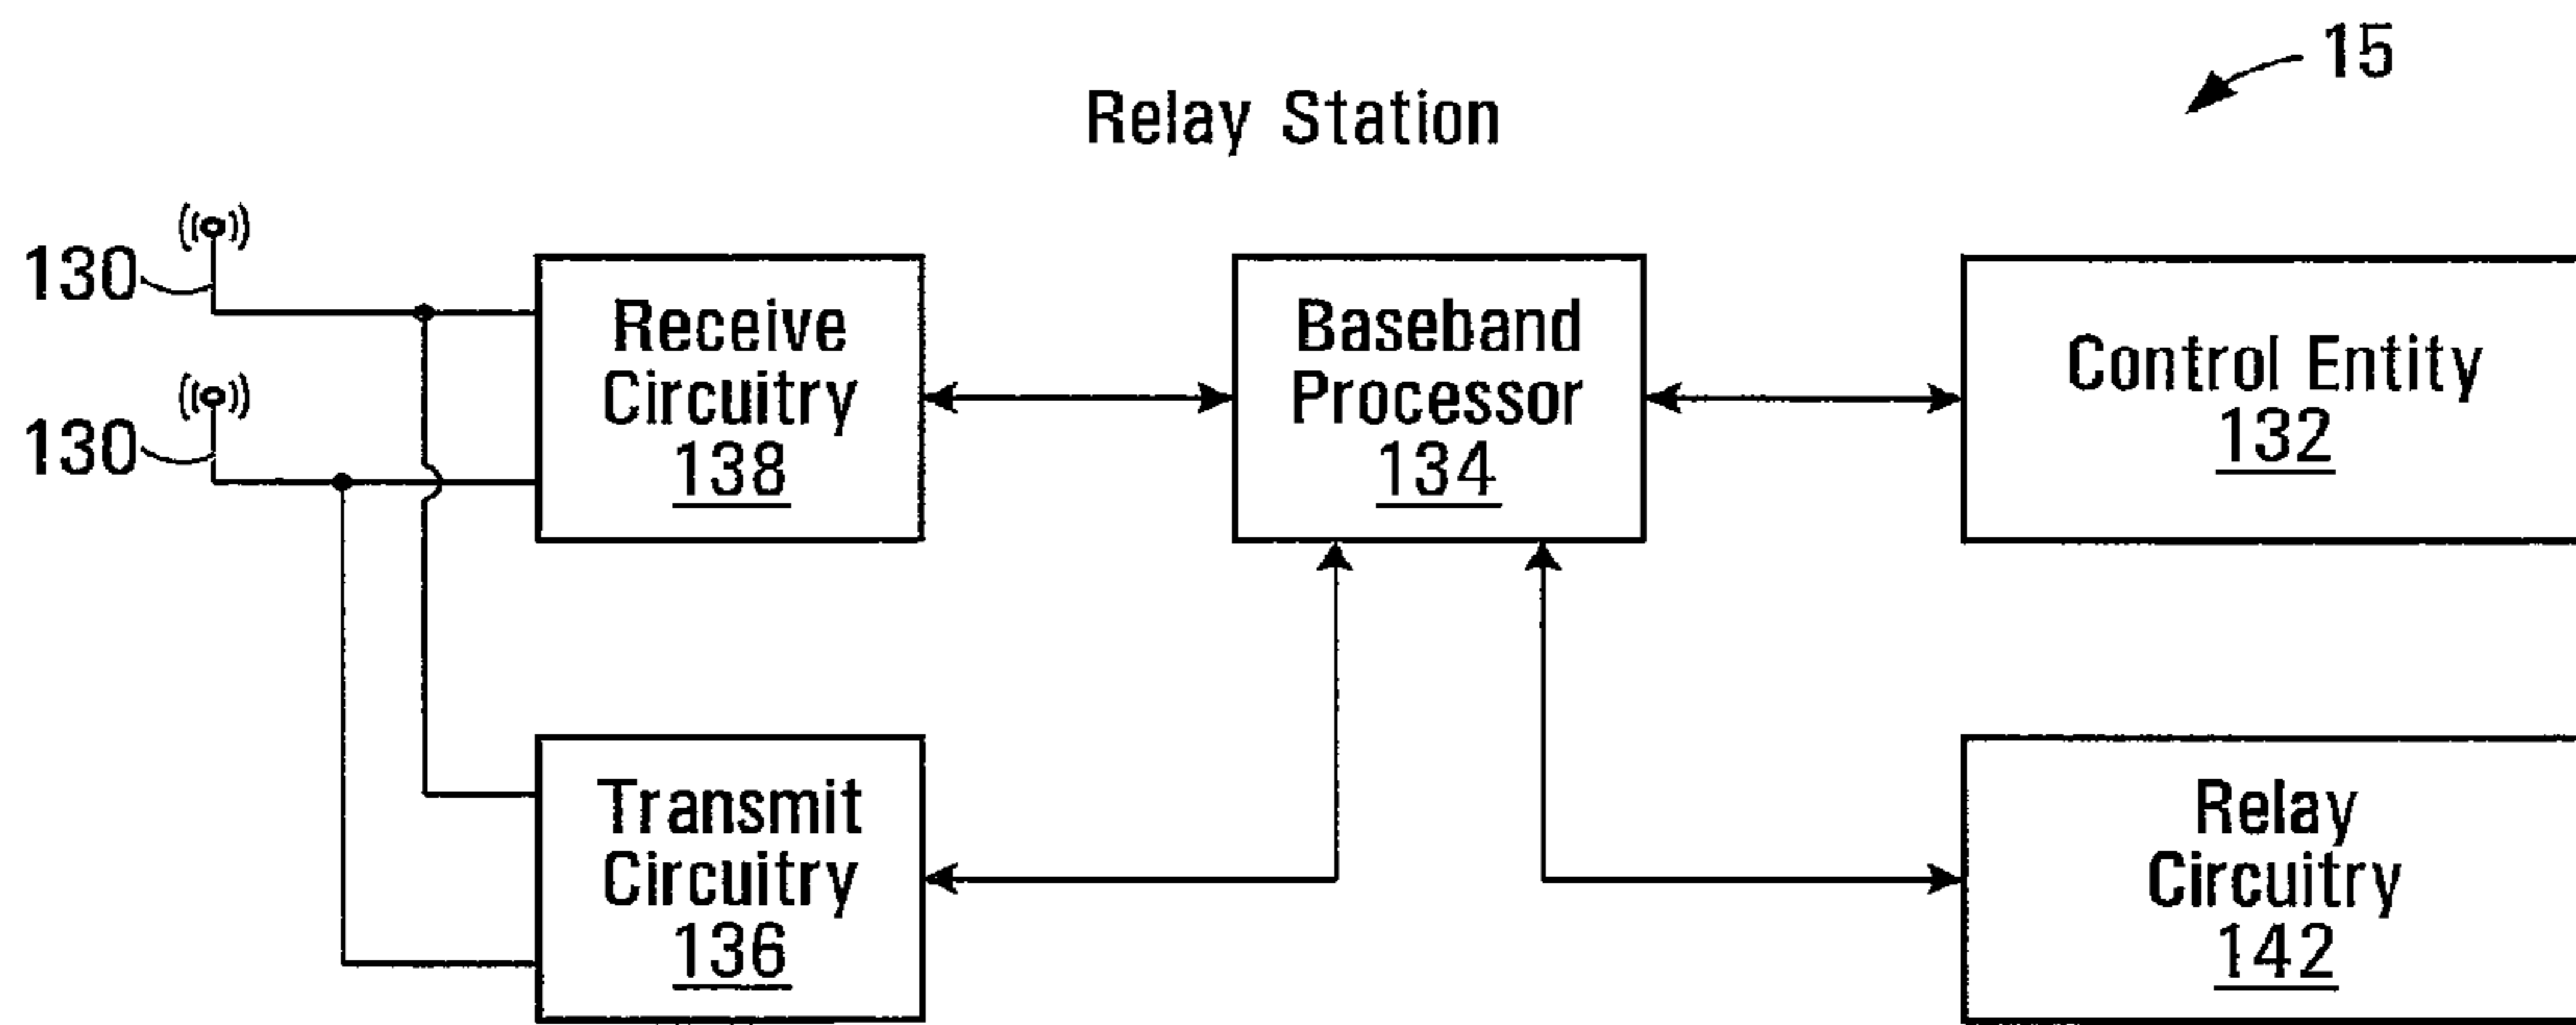 15
Relay Station
130
130
Receive
Circuitry
138
Baseband
Processor
134
Control Entity
132
Transmit
Circuitry
136
Relay
Circuitry
142